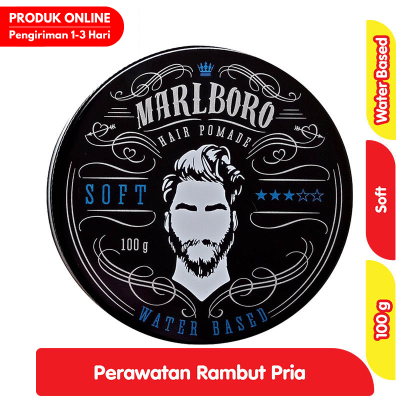 PRODUK ONLINE
Pengiriman 1-3 Hari
MARLBORO
HAIR POMADE
SOFT
100 g
WATER BASED
Water Based
Soft
100 g
Perawatan Rambut Pria